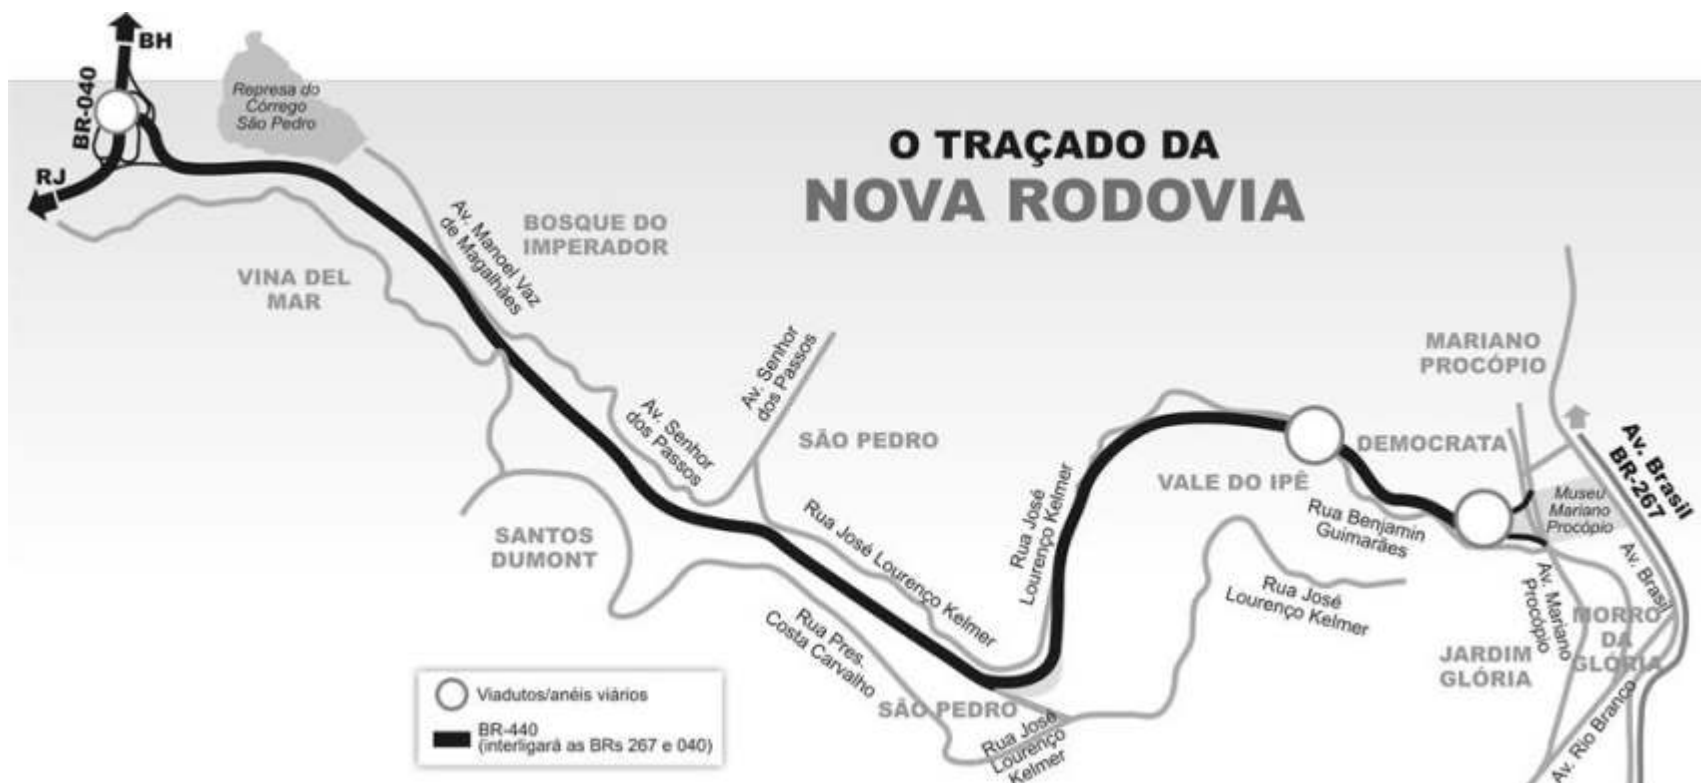 BH
BR-040
RJ
Represa do
Córrego
São Pedro
O TRAÇADO DA
NOVA RODOVIA
Av. Manoel Vaz
de Magalhães
BOSQUE DO
IMPERADOR
VINA DEL
MAR
Av. Senhor
dos Passos
Av. Senhor
dos Passos
SÃO PEDRO
MARIANO
PROCÓPIO
DEMOCRATA
Av. Brasil
BR-267
VALE DO IPÊ
Museu
Mariano
Procópio
Rua José
Lourenço Kelmer
Rua Benjamin
Guimarães
SANTOS
DUMONT
Rua José Lourenço Kelmer
Av. Brasil
Rua José
Lourenço Kelmer
Av. Mariano
Procópio
MORRO
DA
GLÓRIA
Rua Pres.
Costa Carvalho
JARDIM
GLÓRIA
SÃO PEDRO
Rua José
Lourenço
Kelmer
Av. Rio Branco
Viadutos/anéis viários
BR-440
(interligará as BRs 267 e 040)